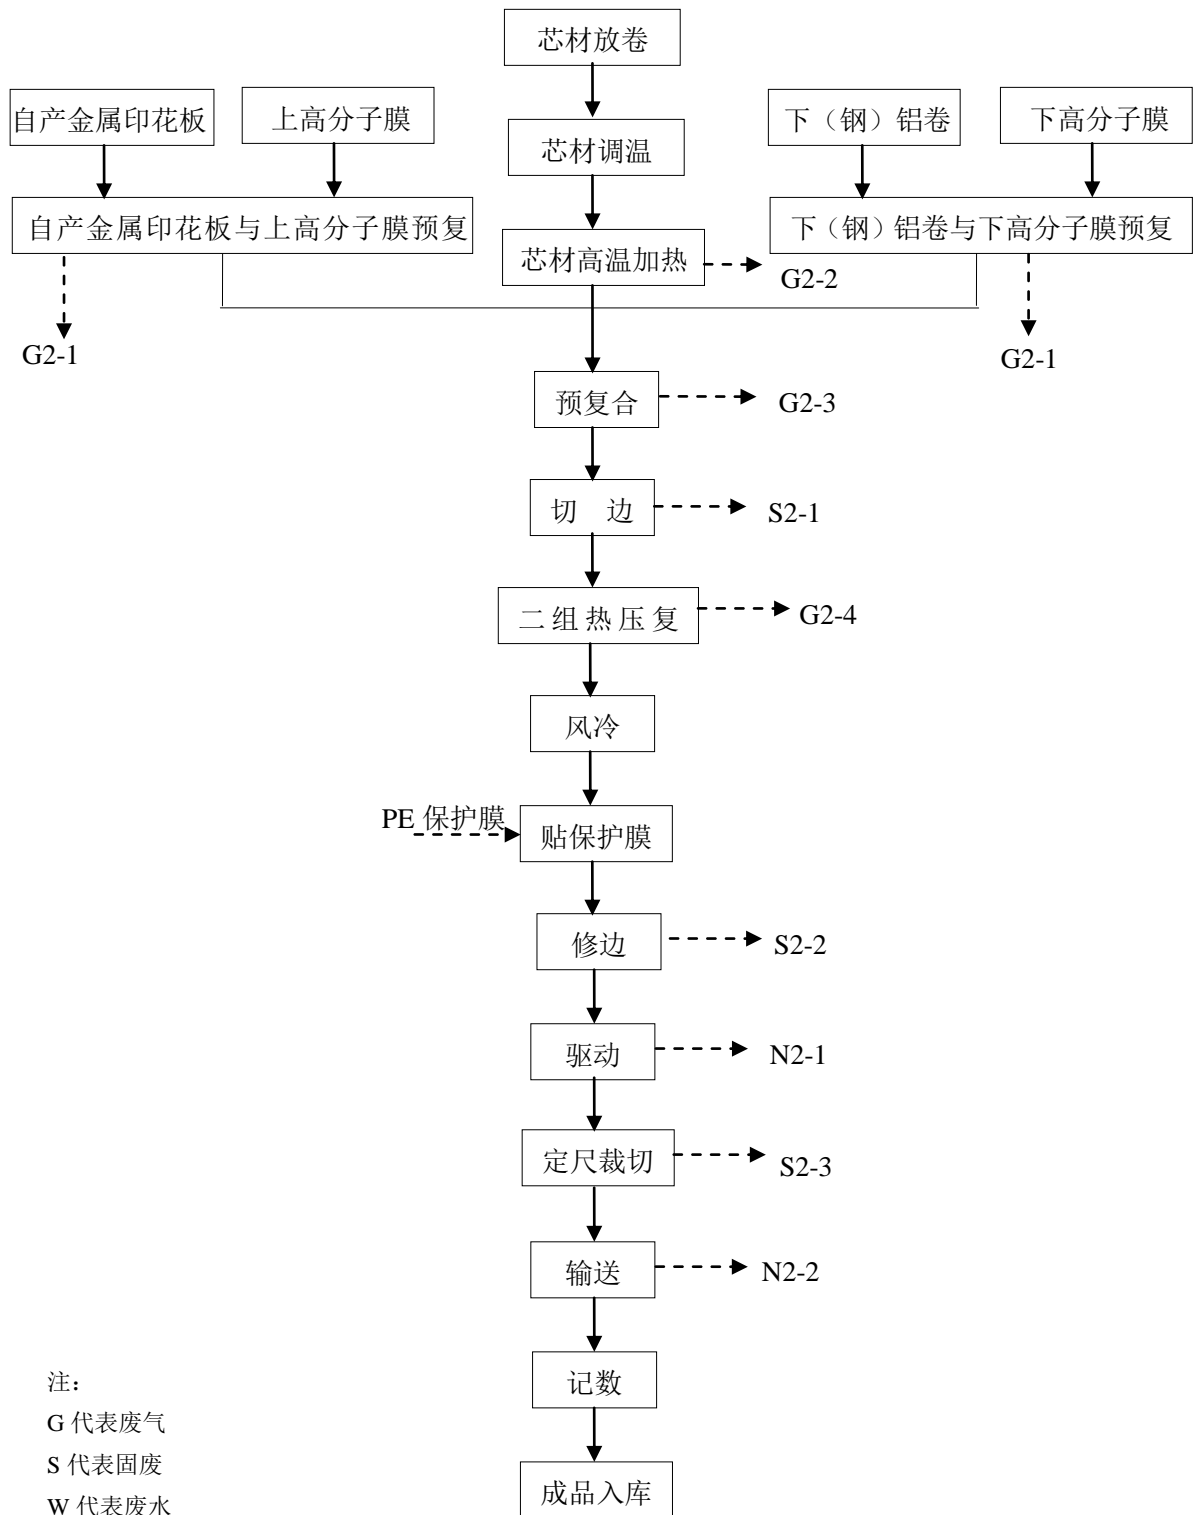 芯材放卷
自产金属印花板
上高分子膜
下（钢）铝卷
下高分子膜
芯材调温
自产金属印花板与上高分子膜预复
下（钢）铝卷与下高分子膜预复
芯材高温加热
G2-2
G2-1
G2-1
预复合
G2-3
切 边
S2-1
二组热压复
G2-4
风冷
PE 保护膜
贴保护膜
修边
S2-2
驱动
N2-1
定尺裁切
S2-3
输送
N2-2
记数
注：
G 代表废气
S 代表固废
成品入库
W 代表废水